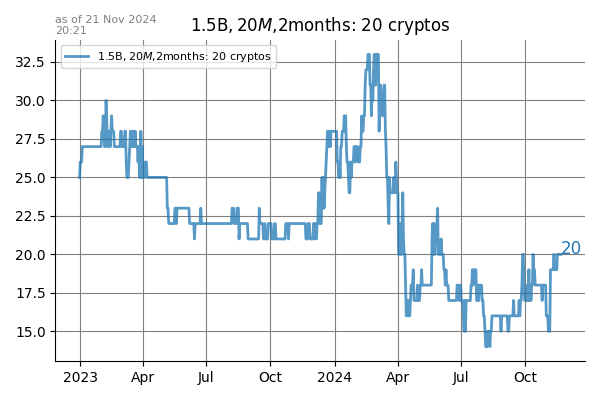 as of 21 Nov 2024
20:21
1.5B, 20M,2months: 20 cryptos
1.5B, 20M,2months: 20 cryptos
32.5
30.0
27.5
25.0
22.5
20.0
17.5
15.0
20
2023 Apr Jul Oct 2024 Apr Jul Oct